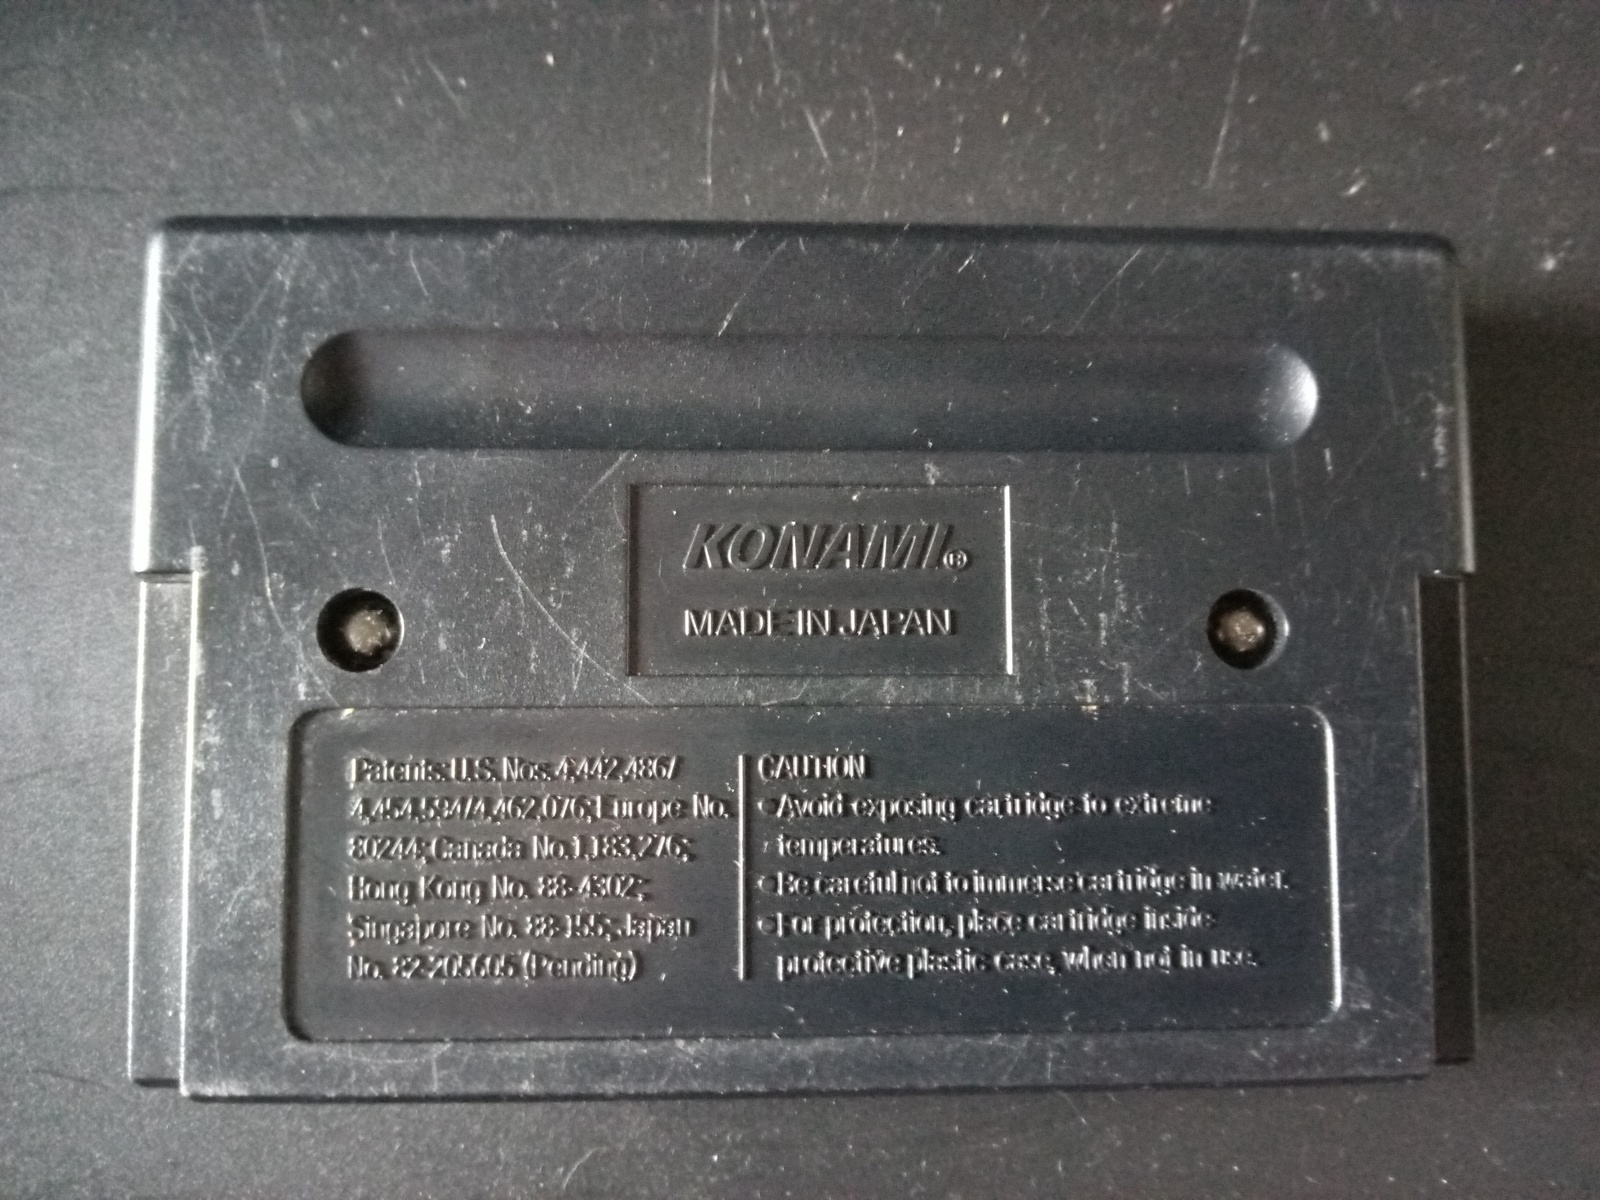 KONAMI®
MADE IN JAPAN
Patents: U.S. Nos. 4,442,486/
4,454,594/4,462,076; Europe No.
80244; Canada No. 1,183,276;
Hong Kong No. 88-4302;
Singapore No. 88-155; Japan
No. 82-205605 (Pending)
CAUTION
•Avoid exposing cartridge to extreme
temperatures.
•Be careful not to immerse cartridge in water.
•For protection, place cartridge inside
protective plastic case, when not in use.